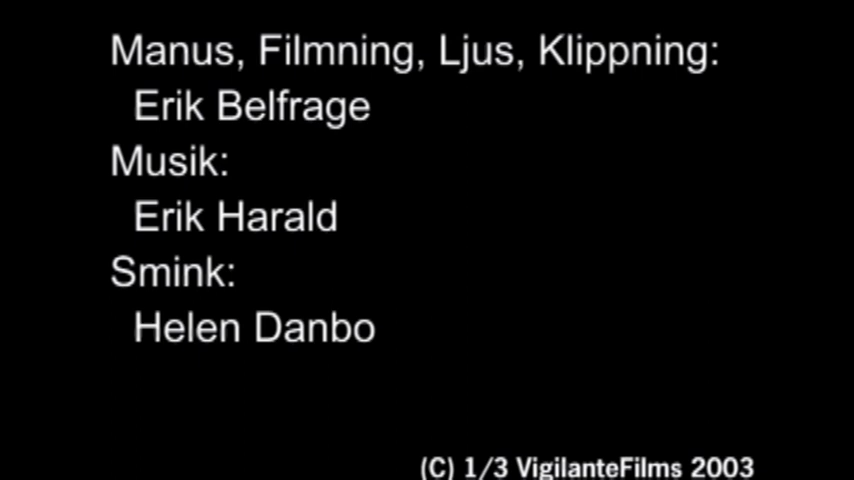 Manus, Filmning, Ljus, Klippning:
Erik Belfrage
Musik:
Erik Harald
Smink:
Helen Danbo
(C) 1/3 VigilanteFilms 2003